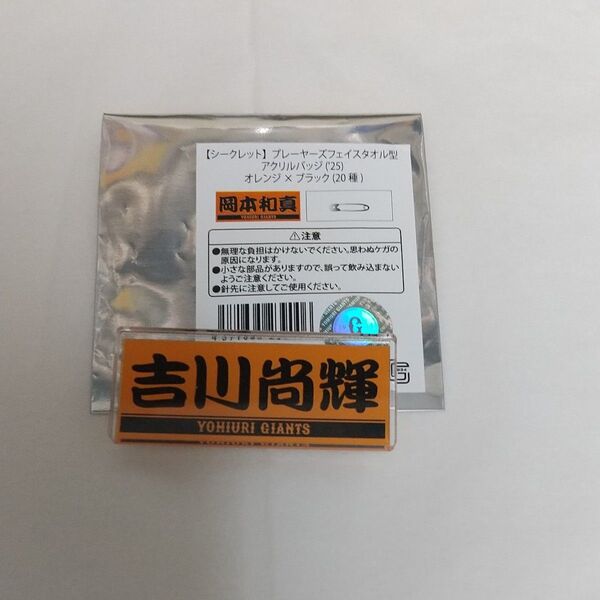 【シークレット】プレーヤーズフェイスタオル型
アクリルバッジ('25)
オレンジ × ブラック(20種)
岡本和真
YOHIURI GIANTS
⚠注意
●無理な負担はかけないでください。思わぬケガの
原因になります。
●小さな部品がありますので、誤って飲み込まない
ようご注意ください。
●針先に注意してご使用ください。
G
吉川尚輝
YOHIURI GIANTS